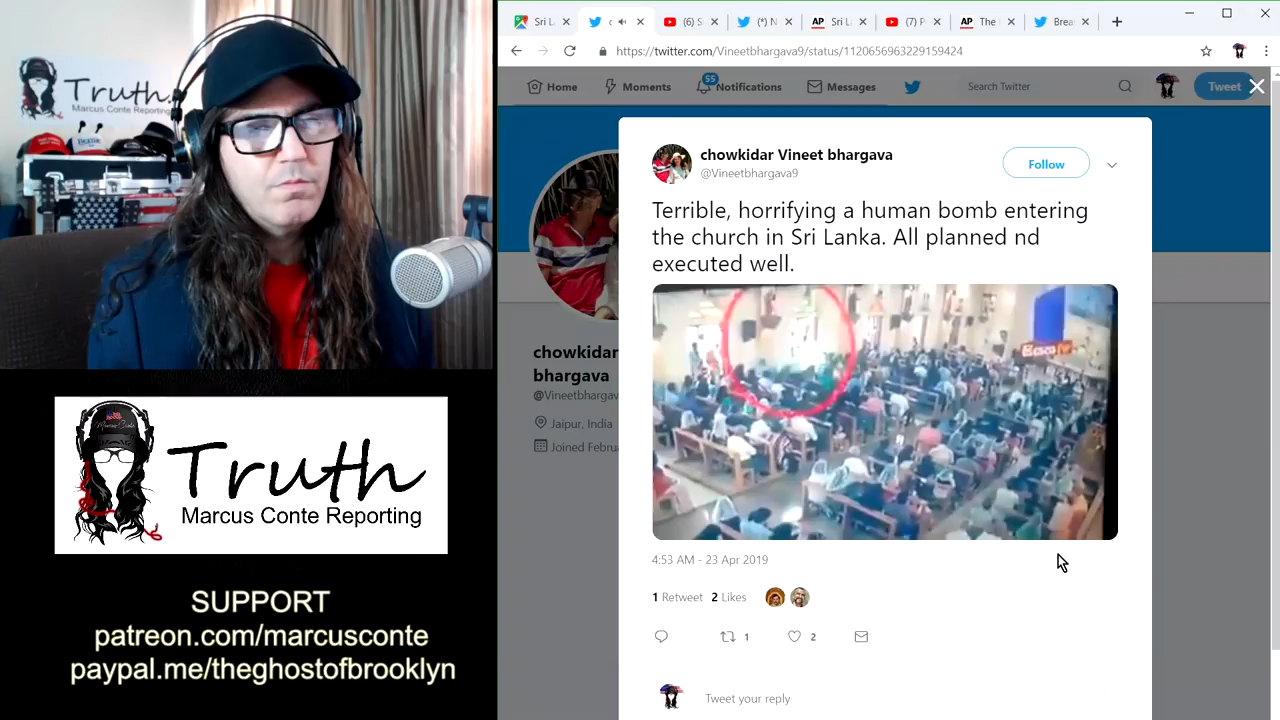 Truth
Marcus Conte Reporting
Truth
Marcus Conte Reporting
SUPPORT
patreon.com/marcusconte
paypal.me/theghostofbrooklyn
Sri L
(6) S
(*) N
Sri L
(7) P
The
Brea
https://twitter.com/Vineetbhargava9/status/1120656963229159424
Home
Moments
55
Notifications
Messages
Search Twitter
Tweet
chowkidar
bhargava
@Vineetbhargav
Jaipur, India
Joined Febru
chowkidar Vineet bhargava
@Vineetbhargava9
Follow
Terrible, horrifying a human bomb entering
the church in Sri Lanka. All planned nd
executed well.
4:53 AM - 23 Apr 2019
1 Retweet 2 Likes
1
2
Tweet your reply